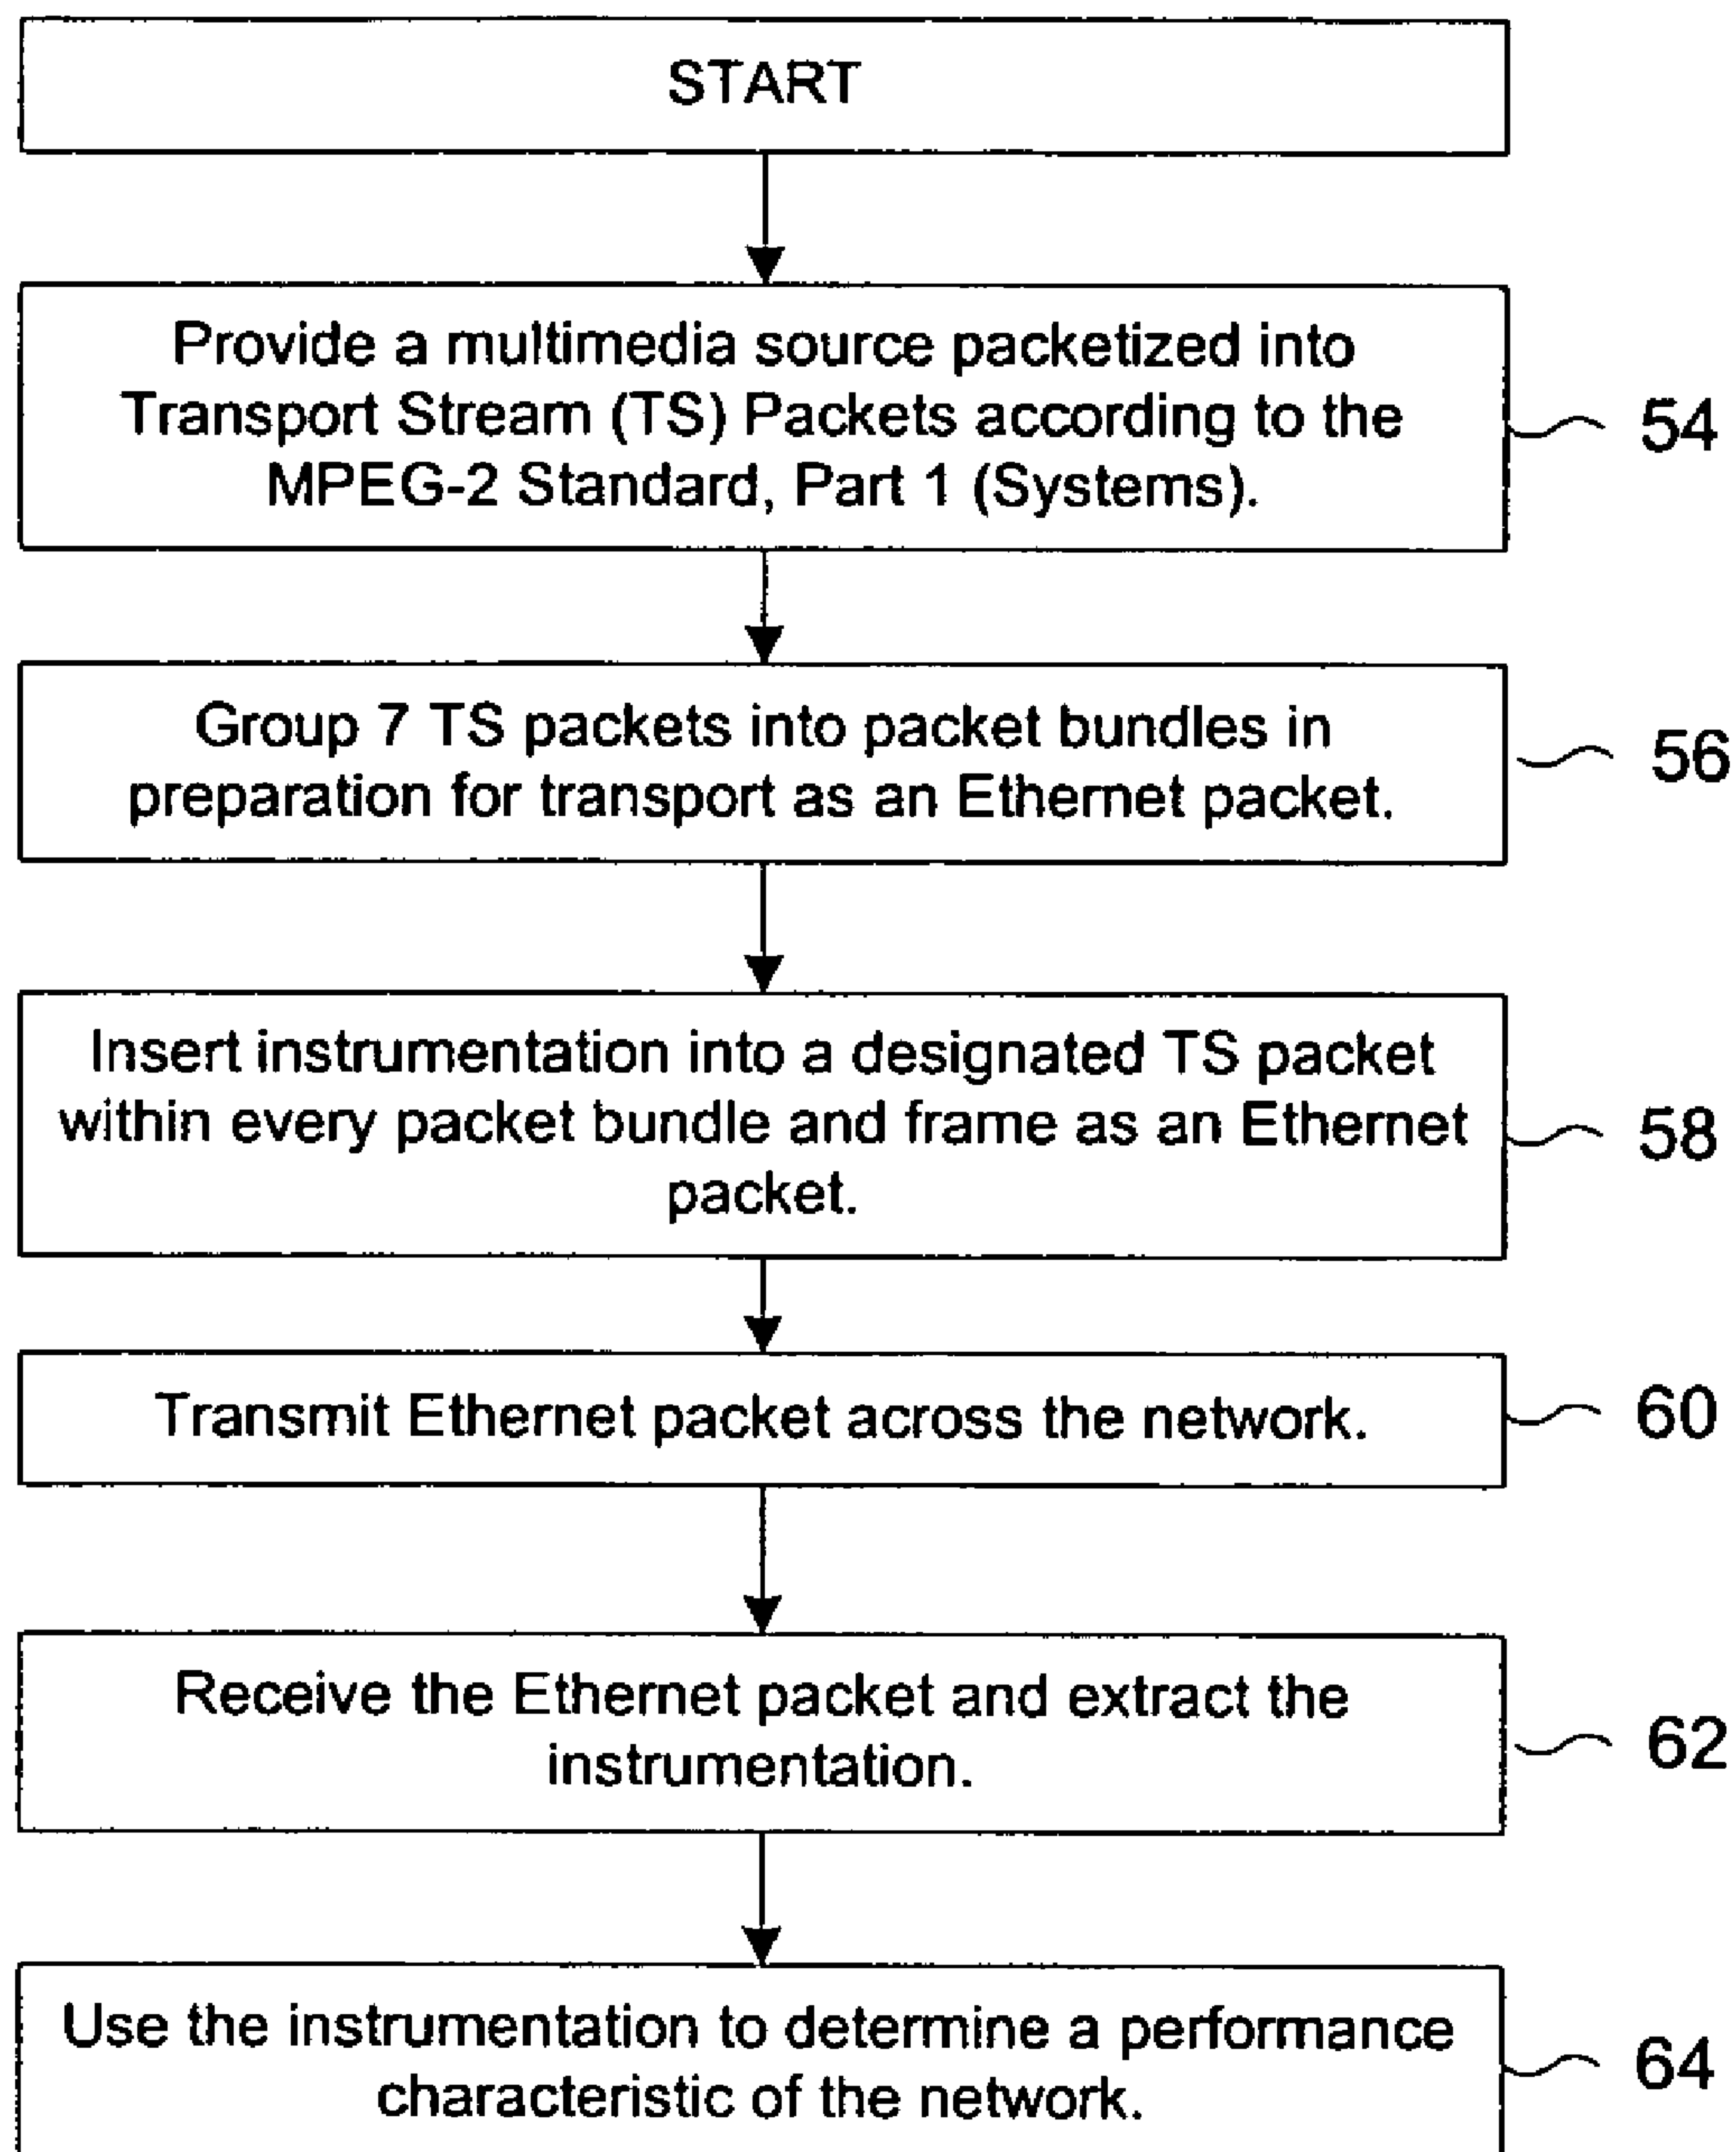 START
Provide a multimedia source packetized into
Transport Stream (TS) Packets according to the
MPEG-2 Standard, Part 1 (Systems).
54
Group 7 TS packets into packet bundles in
preparation for transport as an Ethernet packet.
56
Insert instrumentation into a designated TS packet
within every packet bundle and frame as an Ethernet
packet.
58
Transmit Ethernet packet across the network.
60
Receive the Ethernet packet and extract the
instrumentation.
62
Use the instrumentation to determine a performance
characteristic of the network.
64